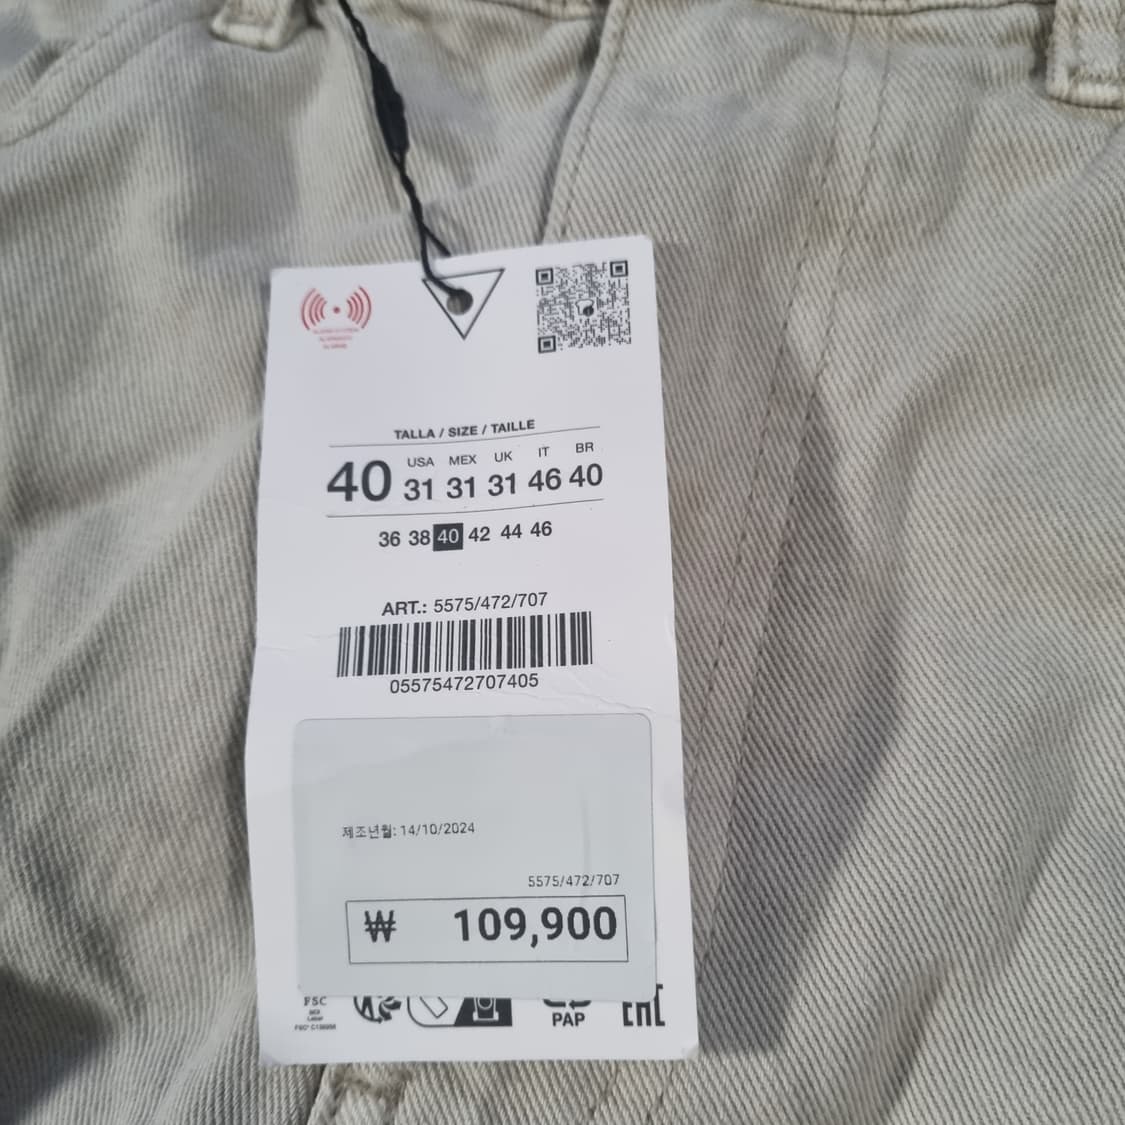 TALLA / SIZE / TAILLE
USA MEX UK IT BR
40 31 31 31 46 40
36 38 40 42 44 46
ART.: 5575/472/707
05575472707405
제조년월: 14/10/2024
5575/472/707
₩ 109,900
FSC
PAP
EAC